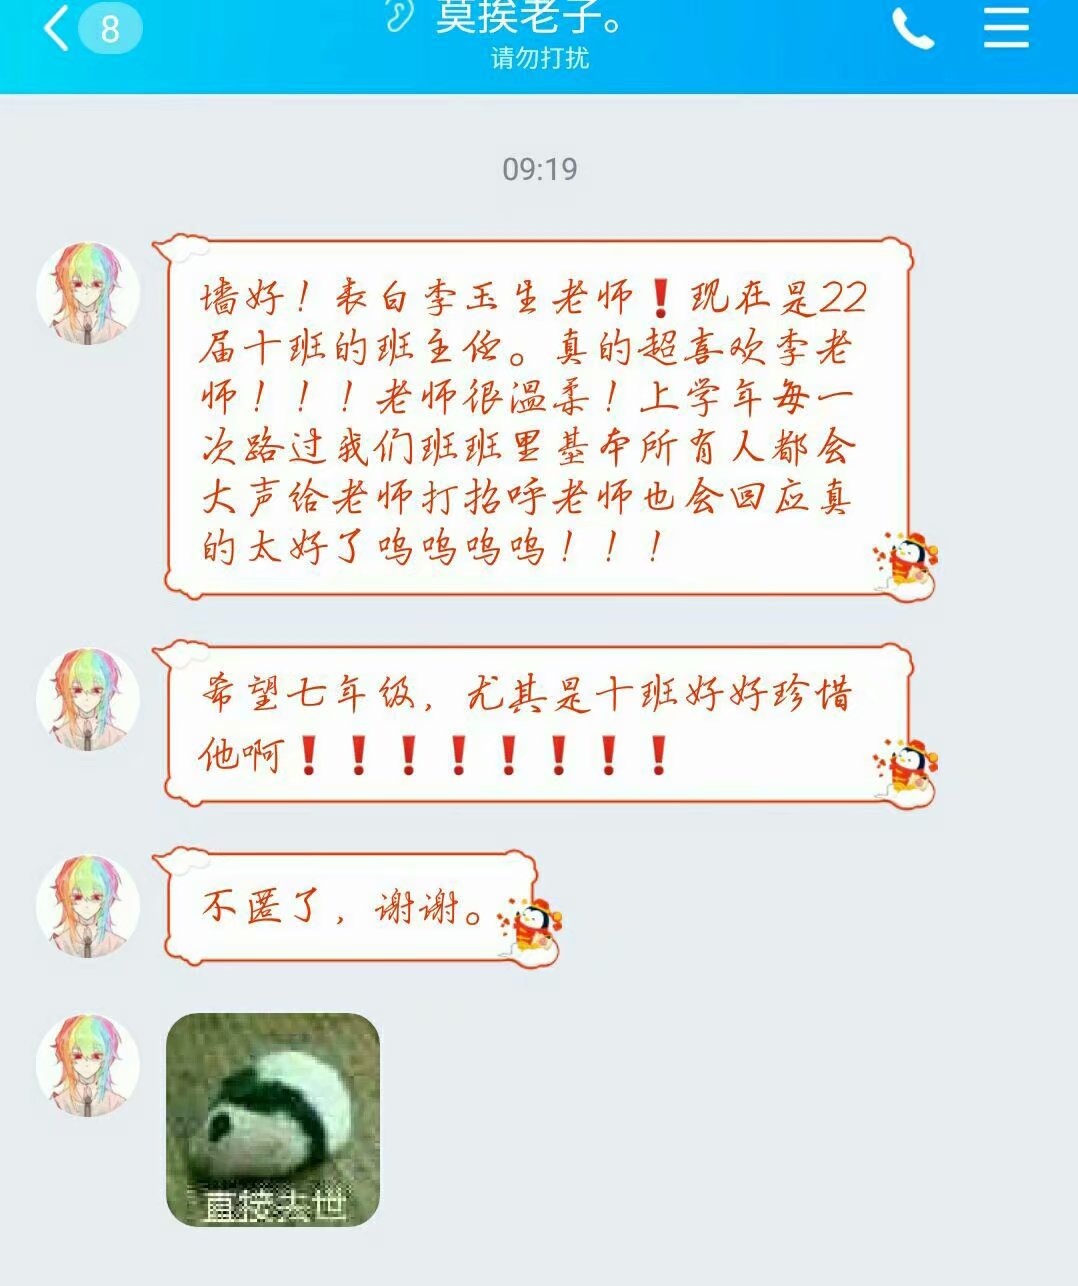 8
莫挨老子。
请勿打扰
09:19
墙好！表白李玉生老师❗现在是22
届十班的班主任。真的超喜欢李老
师！！！老师很温柔！上学年每一
次路过我们班班里基本所有人都会
大声给老师打招呼老师也会回应真
的太好了呜呜呜呜！！！
希望七年级，尤其是十班好好珍惜
他啊❗❗❗❗❗❗❗❗
不匿了，谢谢。
直接去世